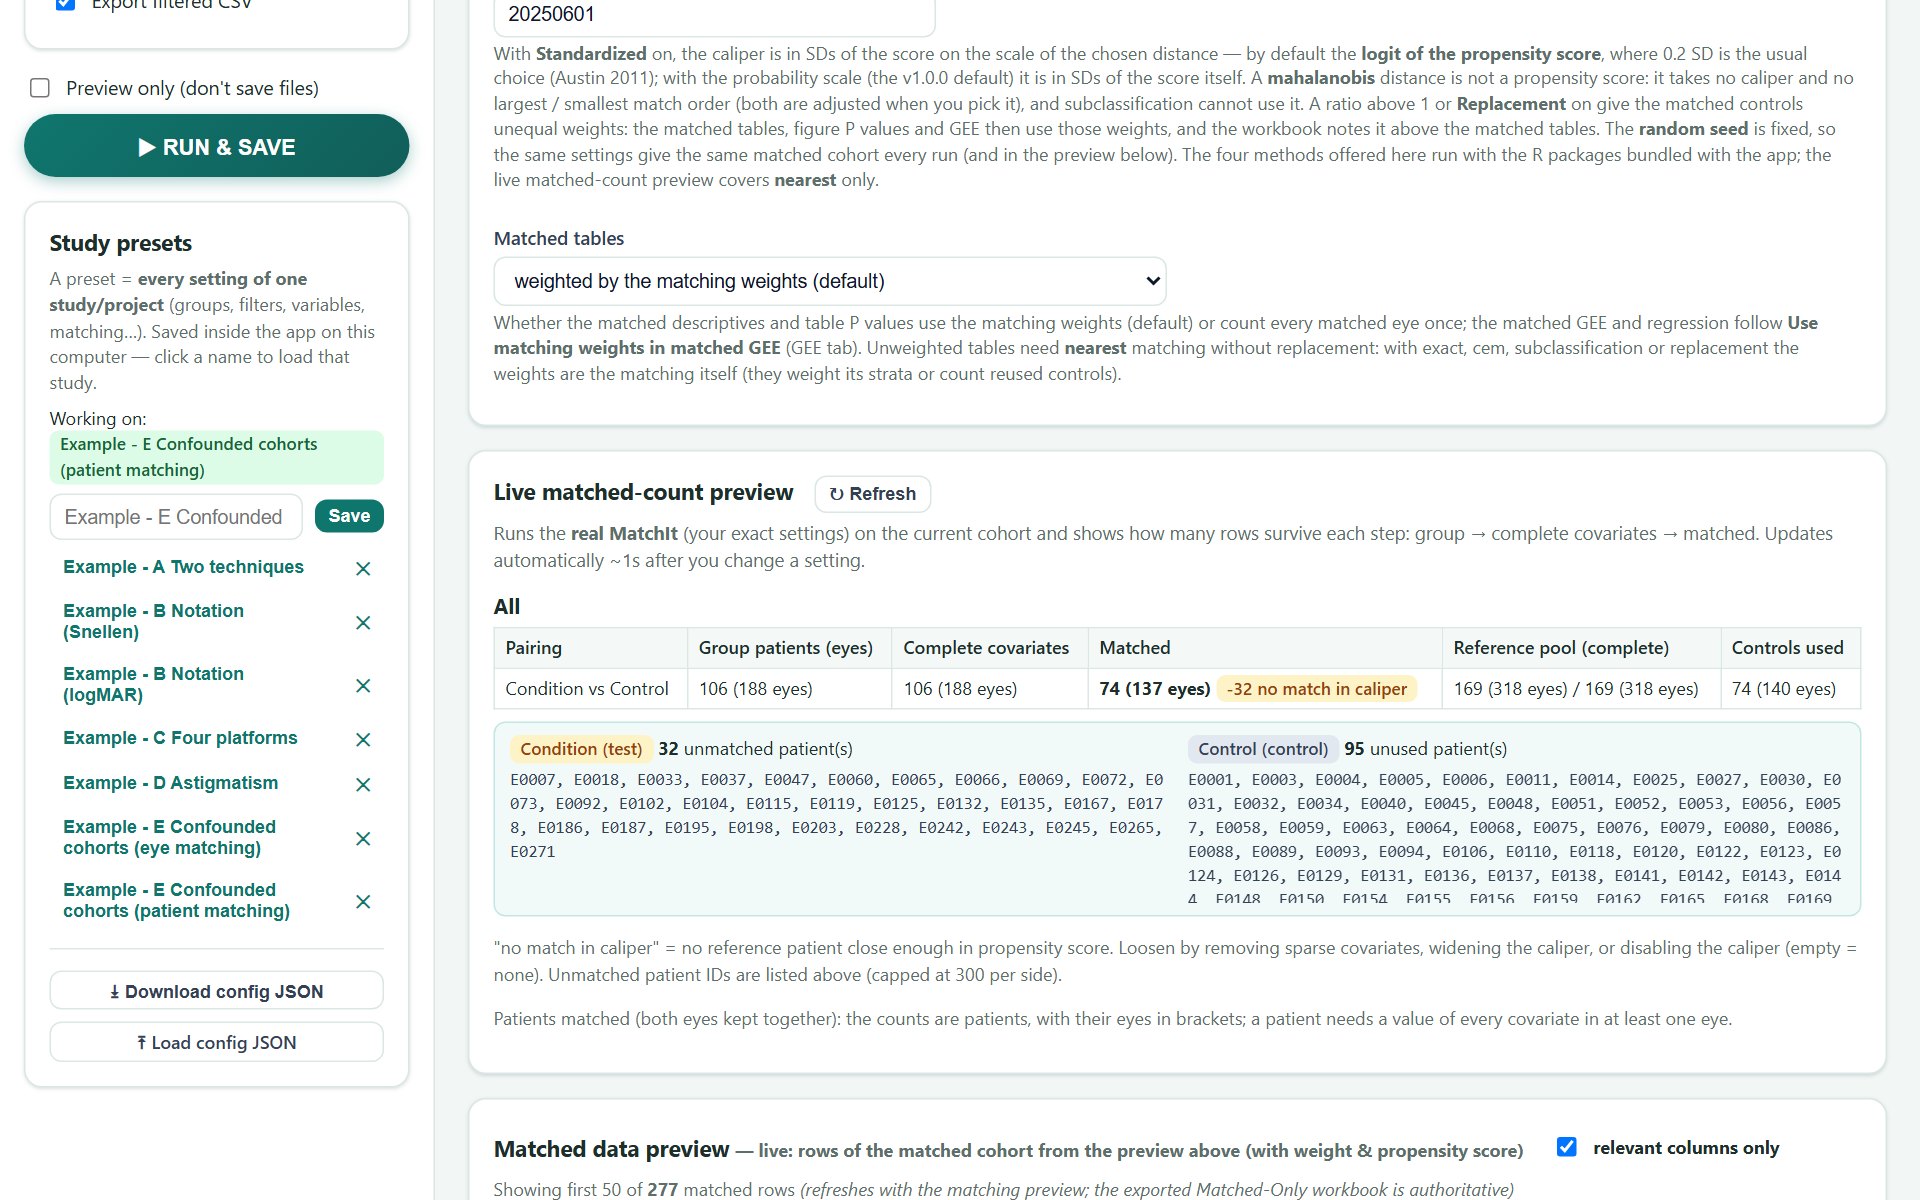 Export filtered CSV
Preview only (don't save files)
▶ RUN & SAVE
Study presets
A preset = every setting of one
study/project (groups, filters, variables,
matching...). Saved inside the app on this
computer — click a name to load that
study.
Working on:
Example - E Confounded cohorts
(patient matching)
Example - E Confounded
Save
Example - A Two techniques ×
Example - B Notation
(Snellen) ×
Example - B Notation
(logMAR) ×
Example - C Four platforms ×
Example - D Astigmatism ×
Example - E Confounded
cohorts (eye matching) ×
Example - E Confounded
cohorts (patient matching) ×
⤓ Download config JSON
⤒ Load config JSON
20250601
With Standardized on, the caliper is in SDs of the score on the scale of the chosen distance — by default the logit of the propensity score, where 0.2 SD is the usual
choice (Austin 2011); with the probability scale (the v1.0.0 default) it is in SDs of the score itself. A mahalanobis distance is not a propensity score: it takes no caliper and no
largest / smallest match order (both are adjusted when you pick it), and subclassification cannot use it. A ratio above 1 or Replacement on give the matched controls
unequal weights: the matched tables, figure P values and GEE then use those weights, and the workbook notes it above the matched tables. The random seed is fixed, so
the same settings give the same matched cohort every run (and in the preview below). The four methods offered here run with the R packages bundled with the app; the
live matched-count preview covers nearest only.
Matched tables
weighted by the matching weights (default)
Whether the matched descriptives and table P values use the matching weights (default) or count every matched eye once; the matched GEE and regression follow Use
matching weights in matched GEE (GEE tab). Unweighted tables need nearest matching without replacement: with exact, cem, subclassification or replacement the
weights are the matching itself (they weight its strata or count reused controls).
Live matched-count preview ↻ Refresh
Runs the real MatchIt (your exact settings) on the current cohort and shows how many rows survive each step: group → complete covariates → matched. Updates
automatically ~1s after you change a setting.
All
Pairing Group patients (eyes) Complete covariates Matched Reference pool (complete) Controls used
Condition vs Control 106 (188 eyes) 106 (188 eyes) 74 (137 eyes) -32 no match in caliper 169 (318 eyes) / 169 (318 eyes) 74 (140 eyes)
Condition (test) 32 unmatched patient(s)
E0007, E0018, E0033, E0037, E0047, E0060, E0065, E0066, E0069, E0072, E0
073, E0092, E0102, E0104, E0115, E0119, E0125, E0132, E0135, E0167, E017
8, E0186, E0187, E0195, E0198, E0203, E0228, E0242, E0243, E0245, E0265,
E0271
Control (control) 95 unused patient(s)
E0001, E0003, E0004, E0005, E0006, E0011, E0014, E0025, E0027, E0030, E0
031, E0032, E0034, E0040, E0045, E0048, E0051, E0052, E0053, E0056, E005
7, E0058, E0059, E0063, E0064, E0068, E0075, E0076, E0079, E0080, E0086,
E0088, E0089, E0093, E0094, E0106, E0110, E0118, E0120, E0122, E0123, E0
124, E0126, E0129, E0131, E0136, E0137, E0138, E0141, E0142, E0143, E014
4, E0148, E0150, E0154, E0155, E0156, E0159, E0162, E0165, E0168, E0169,
"no match in caliper" = no reference patient close enough in propensity score. Loosen by removing sparse covariates, widening the caliper, or disabling the caliper (empty =
none). Unmatched patient IDs are listed above (capped at 300 per side).
Patients matched (both eyes kept together): the counts are patients, with their eyes in brackets; a patient needs a value of every covariate in at least one eye.
Matched data preview — live: rows of the matched cohort from the preview above (with weight & propensity score) relevant columns only
Showing first 50 of 277 matched rows (refreshes with the matching preview; the exported Matched-Only workbook is authoritative)